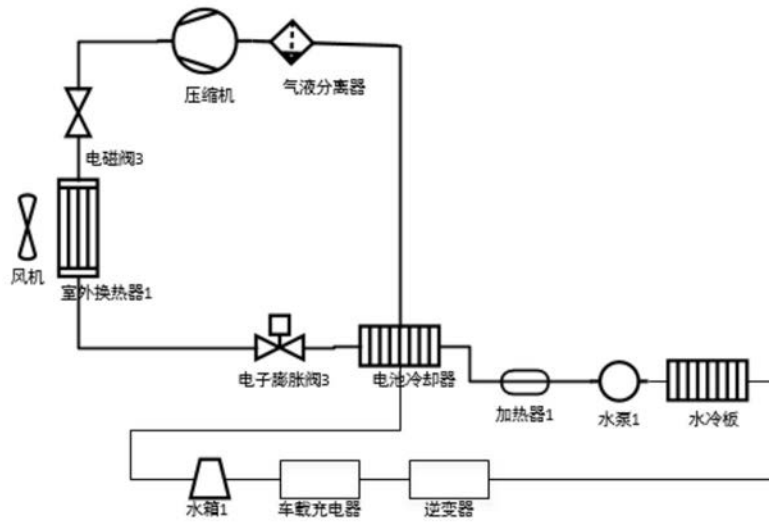 压缩机
气液分离器
电磁阀3
风机
室外换热器1
电子膨胀阀3
电池冷却器
加热器1
水泵1
水冷板
水箱1
车载充电器
逆变器